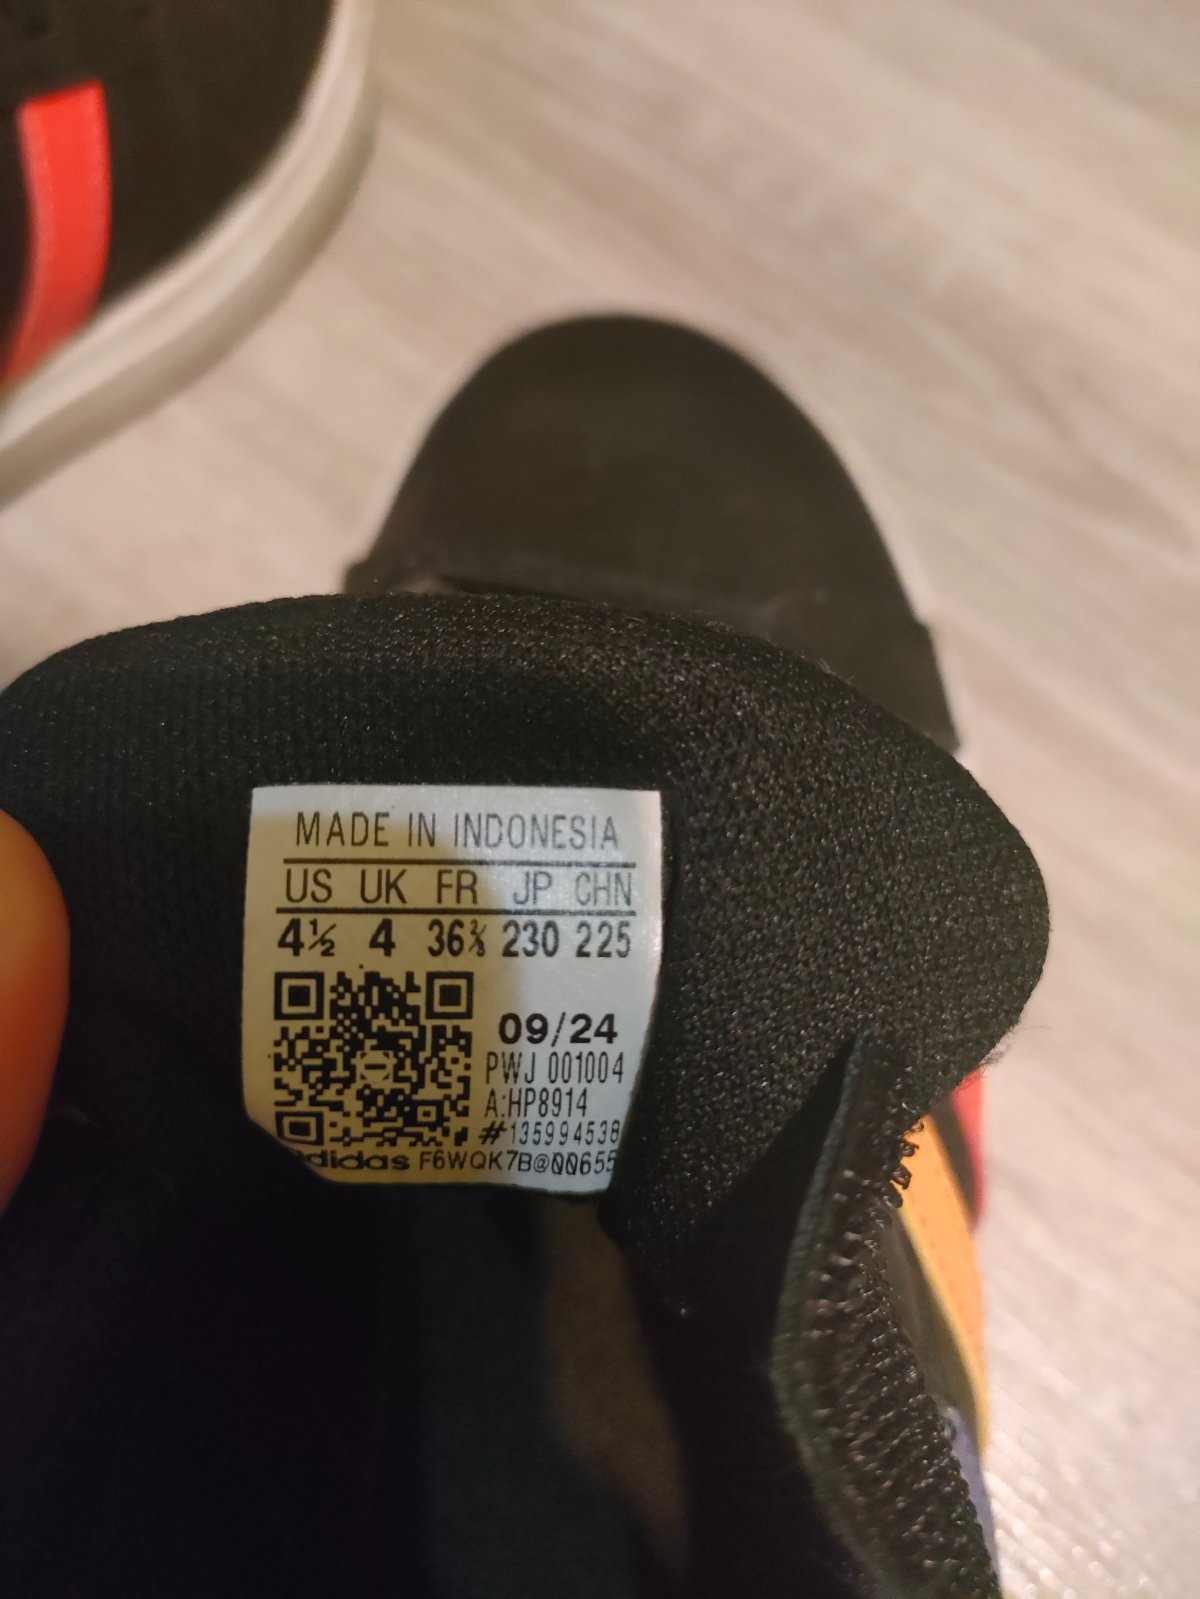 MADE IN INDONESIA
US UK FR JP CHN
4½ 4 36⅔ 230 225
09/24
PWJ 001004
A:HP8914
#135994538
adidas F6WQK7B@00655